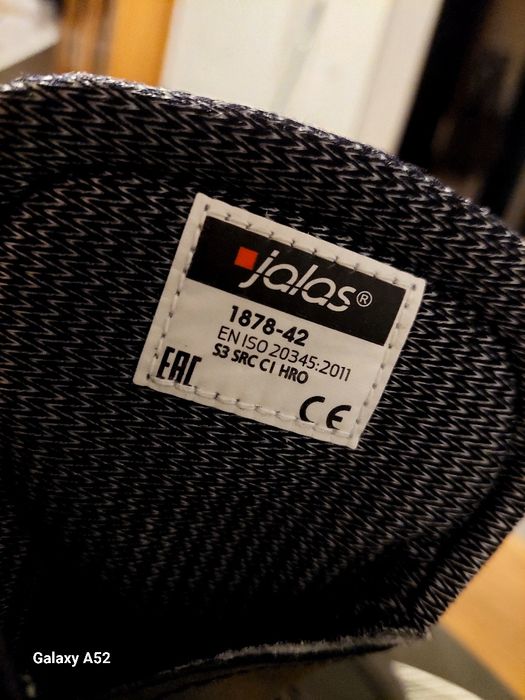 jalas®
1878-42
EN ISO 20345:2011
S3 SRC CI HRO
EAC
CE
Galaxy A52